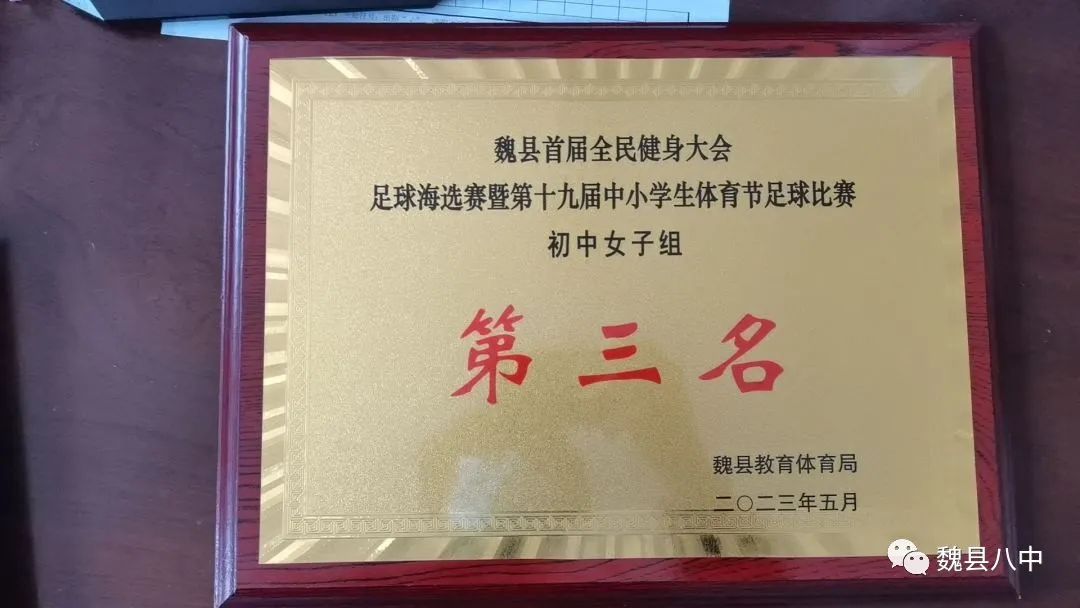 魏县首届全民健身大会
足球海选赛暨第十九届中小学生体育节足球比赛
初中女子组
第三名
魏县教育体育局
二〇二三年五月
魏县八中